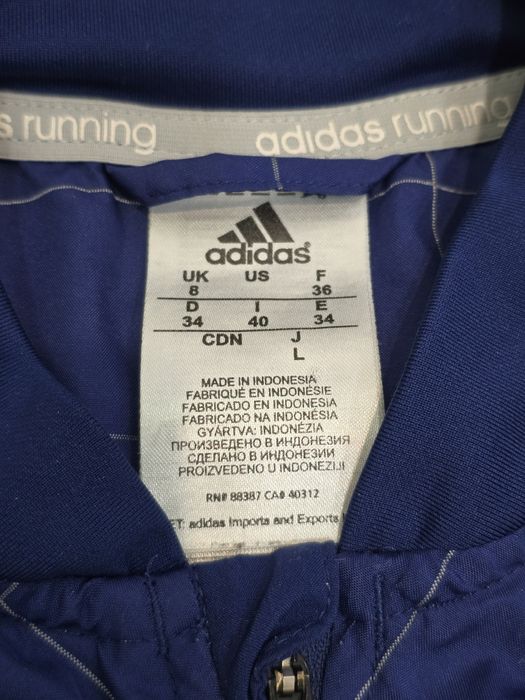 s running adidas running
adidas
UK US F
8 36
D I E
34 40 34
CDN J
L
MADE IN INDONESIA
FABRIQUÉ EN INDONÉSIE
FABRICADO EN INDONESIA
FABRICADO NA INDONÉSIA
GYÁRTVA: INDONÉZIA
ПРОИЗВЕДЕНО В ИНДОНЕЗИЯ
СДЕЛАНО В ИНДОНЕЗИИ
PROIZVEDENO U INDONEZIJI
RN# 88387 CA# 40312
ET: adidas Imports and Exports